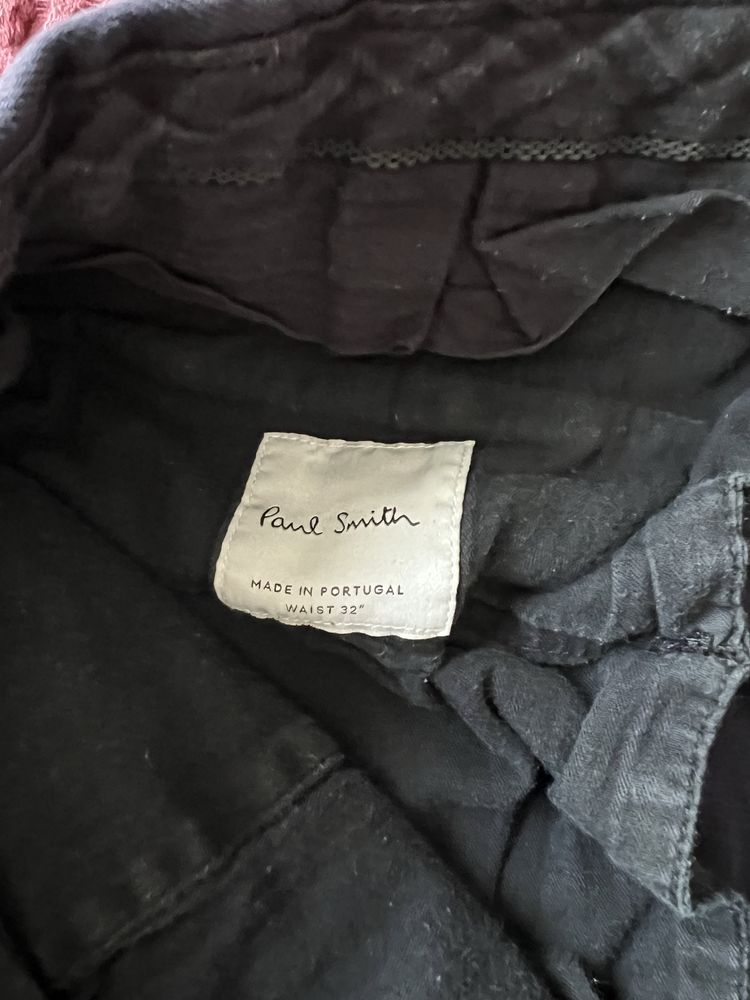 Paul Smith
MADE IN PORTUGAL
WAIST 32"